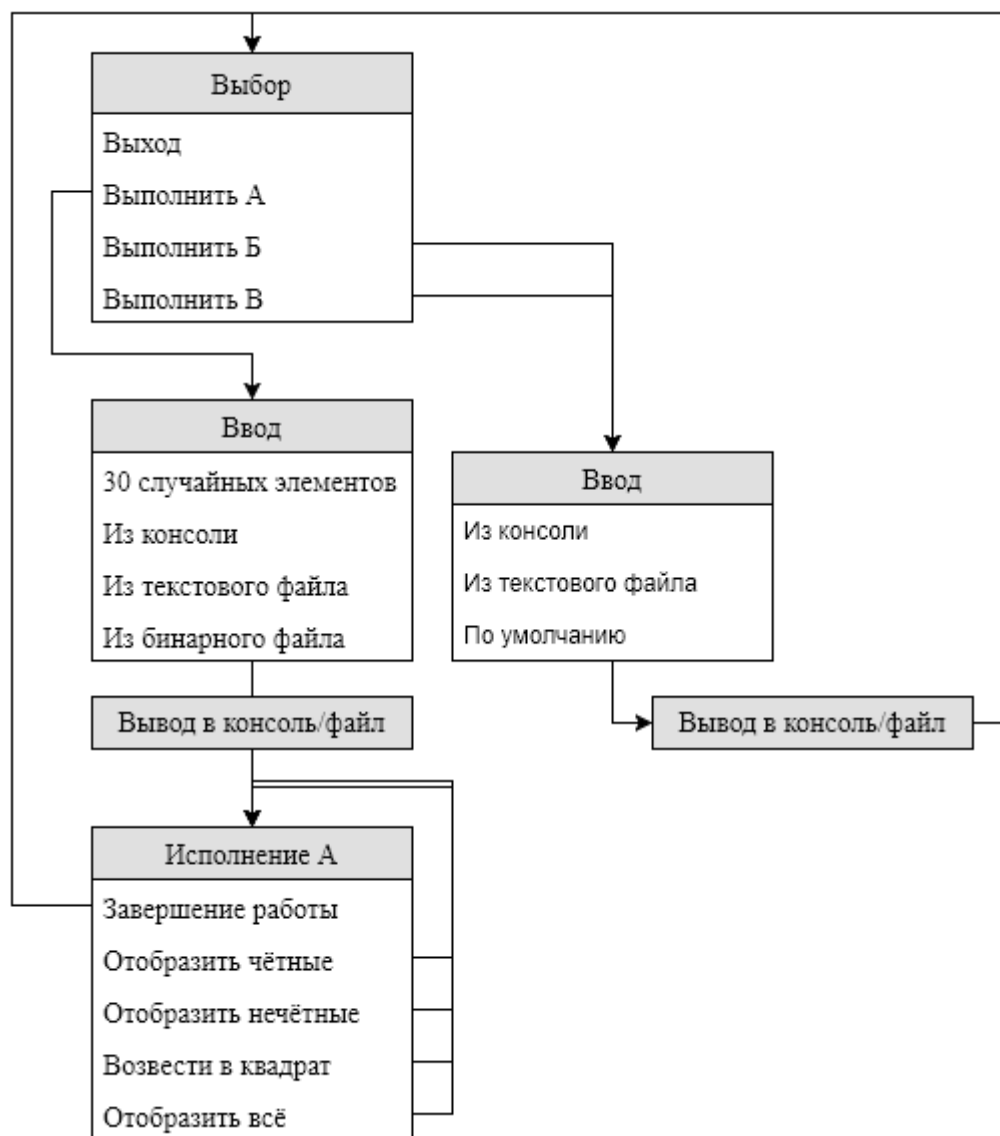 Выбор
Выход
Выполнить А
Выполнить Б
Выполнить В
Ввод
30 случайных элементов
Из консоли
Из текстового файла
Из бинарного файла
Ввод
Из консоли
Из текстового файла
По умолчанию
Вывод в консоль/файл
Вывод в консоль/файл
Исполнение А
Завершение работы
Отобразить чётные
Отобразить нечётные
Возвести в квадрат
Отобразить всё